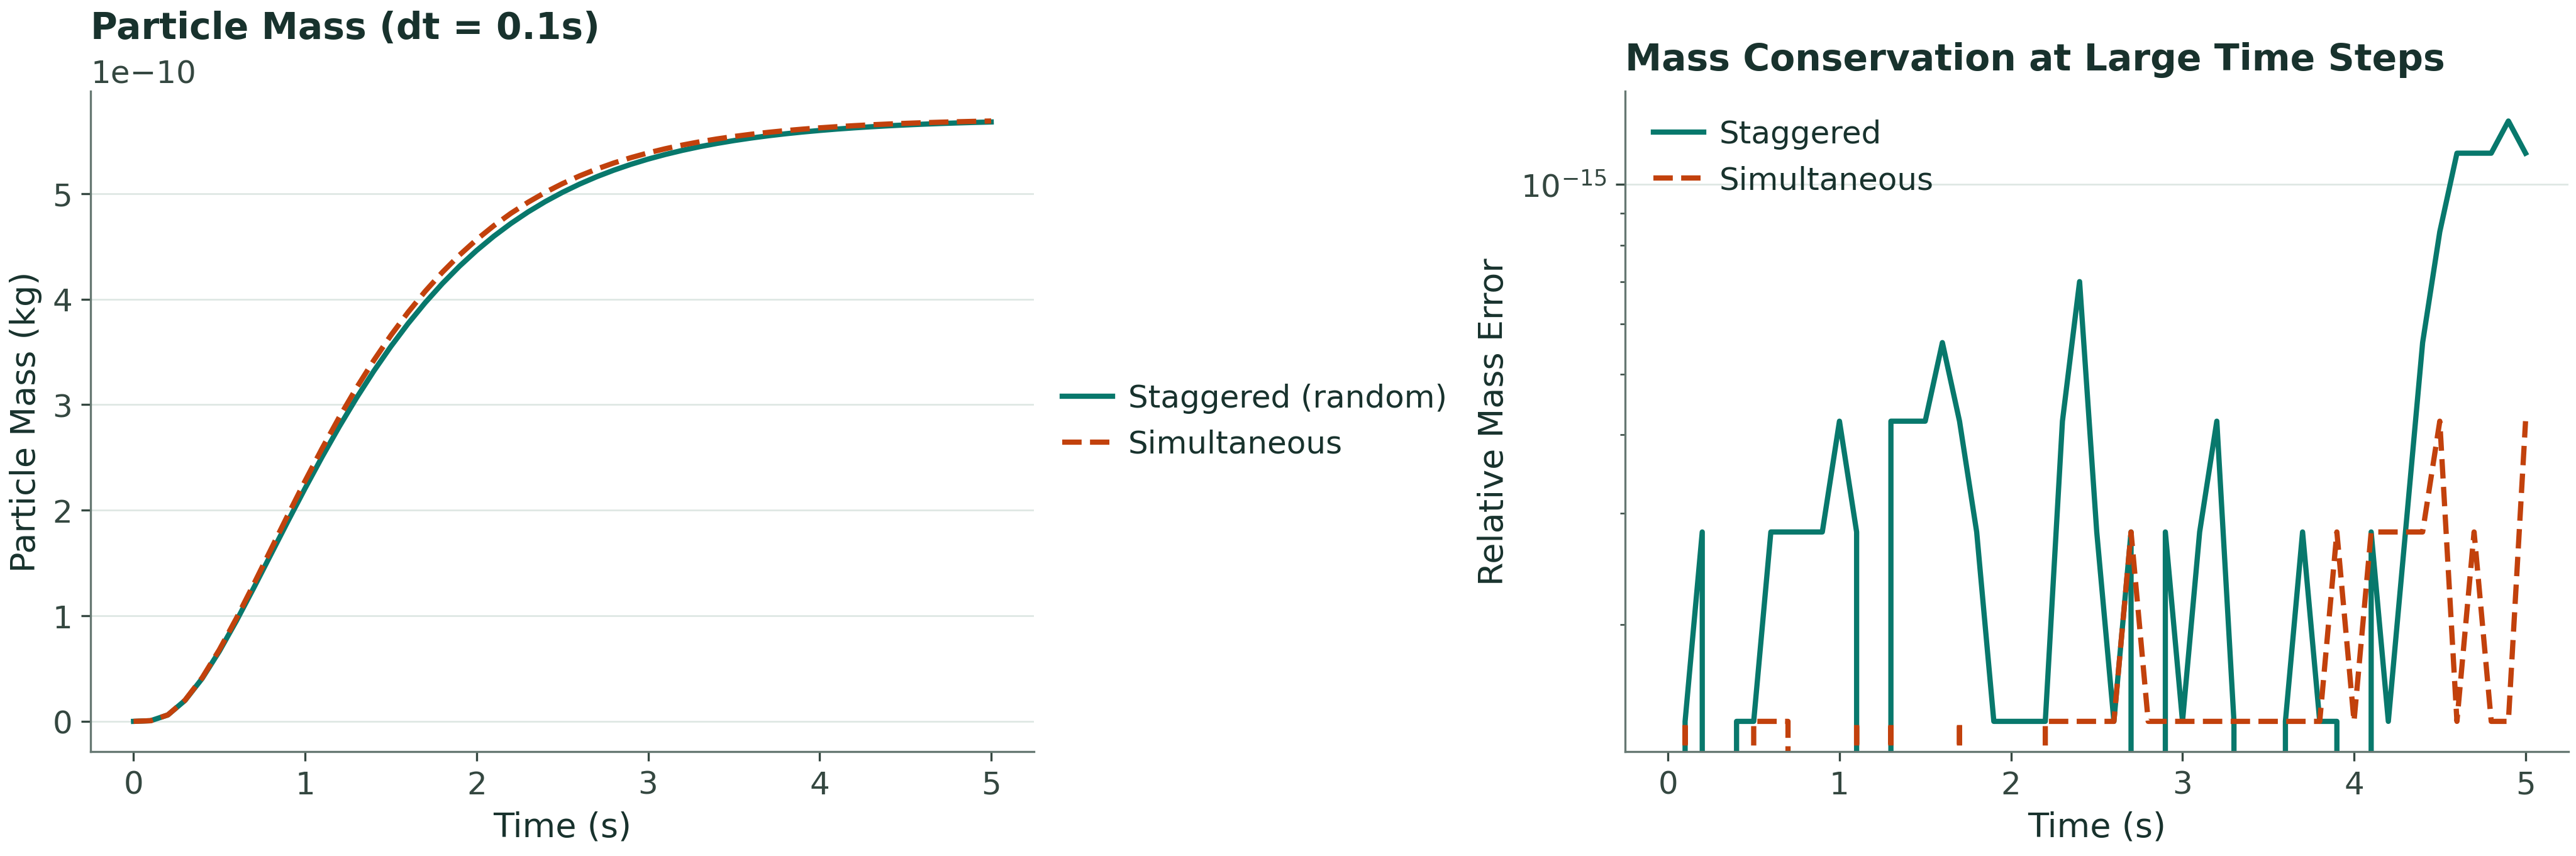 Particle Mass (dt = 0.1s)
1e−10
Particle Mass (kg)
5
4
3
2
1
0
0 1 2 3 4 5
Time (s)
Staggered (random)
Simultaneous
Mass Conservation at Large Time Steps
Relative Mass Error
10⁻¹⁵
Staggered
Simultaneous
0 1 2 3 4 5
Time (s)